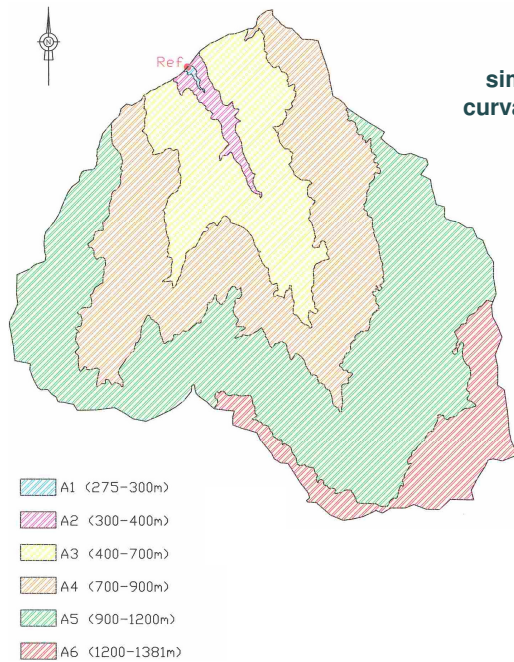 N
Ref
A1 (275-300m)
A2 (300-400m)
A3 (400-700m)
A4 (700-900m)
A5 (900-1200m)
A6 (1200-1381m)